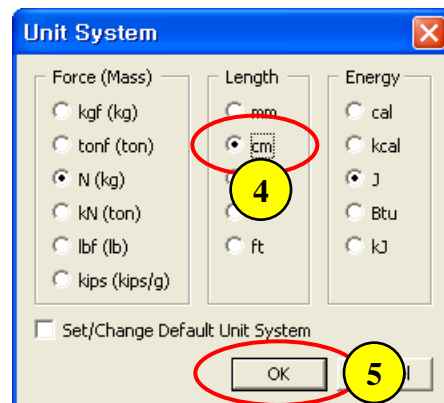 Unit System
Force (Mass)
kgf (kg)
tonf (ton)
N (kg)
kN (ton)
lbf (lb)
kips (kips/g)
Length
mm
cm
4
ft
Energy
cal
kcal
J
Btu
kJ
Set/Change Default Unit System
OK
5